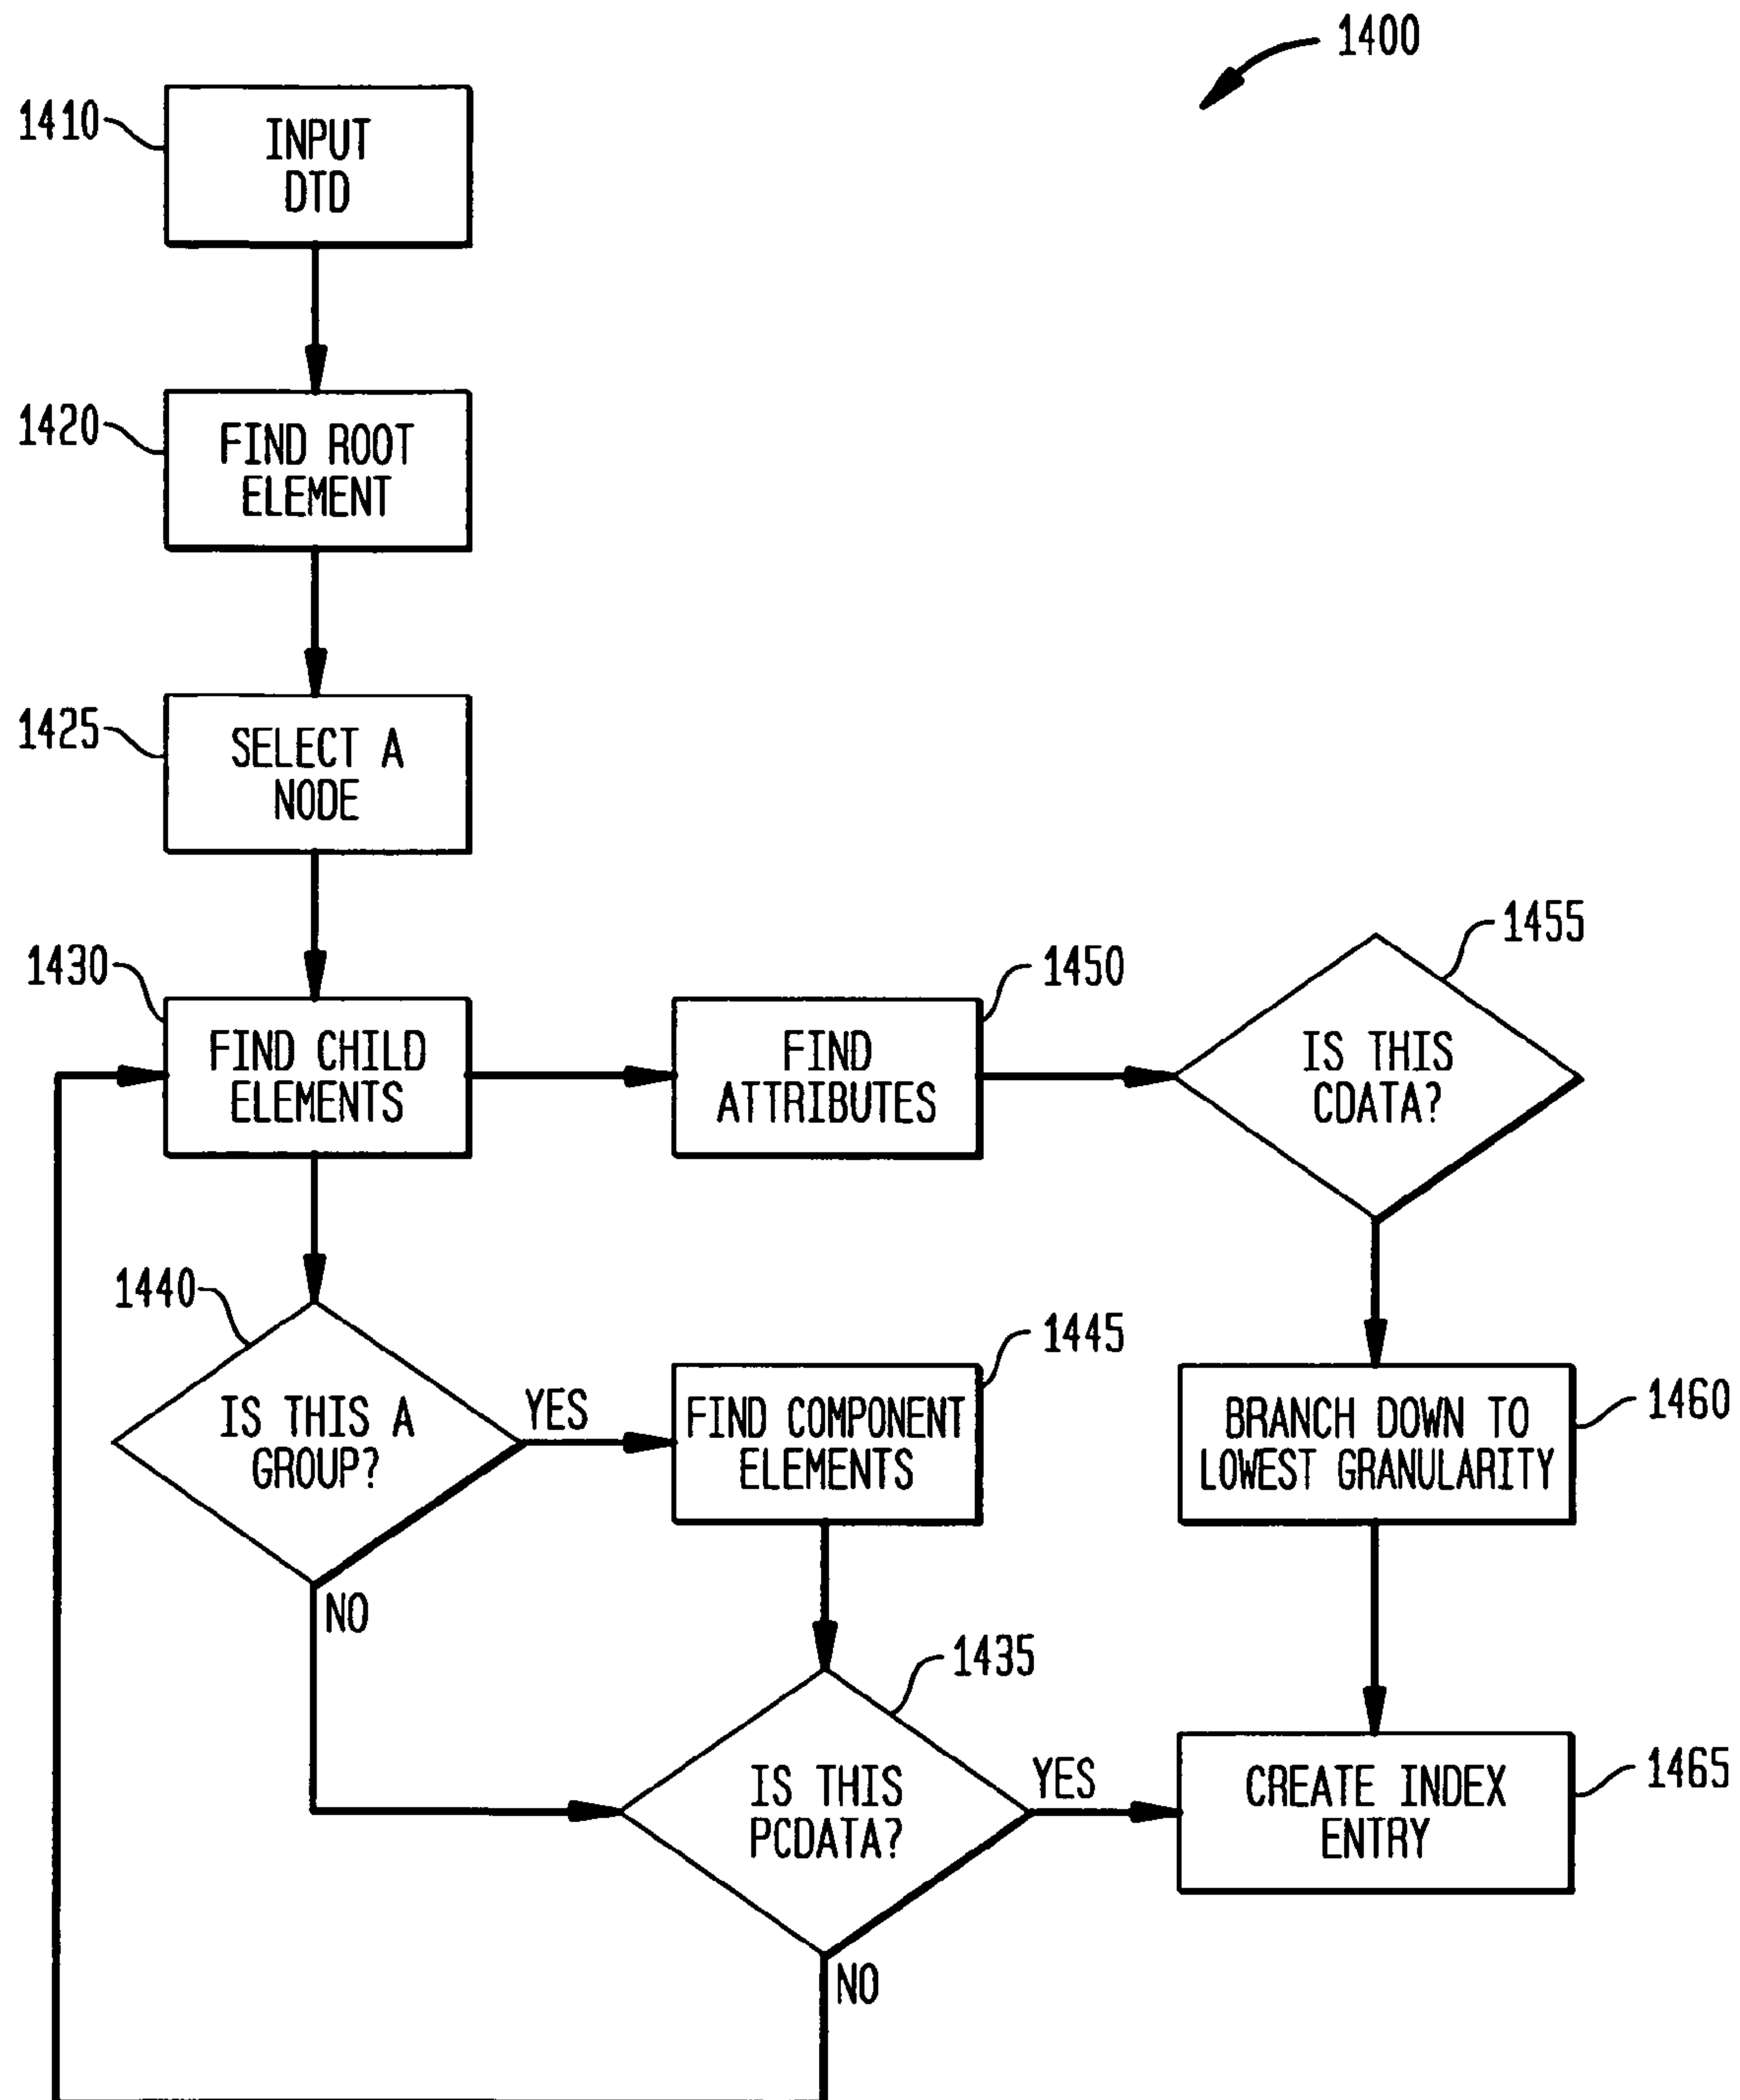 1400
1410
INPUT
DTD
1420
FIND ROOT
ELEMENT
1425
SELECT A
NODE
1430
FIND CHILD
ELEMENTS
1450
FIND
ATTRIBUTES
1455
IS THIS
CDATA?
1440
IS THIS A
GROUP?
YES
NO
1445
FIND COMPONENT
ELEMENTS
1460
BRANCH DOWN TO
LOWEST GRANULARITY
1435
IS THIS
PCDATA?
YES
NO
1465
CREATE INDEX
ENTRY